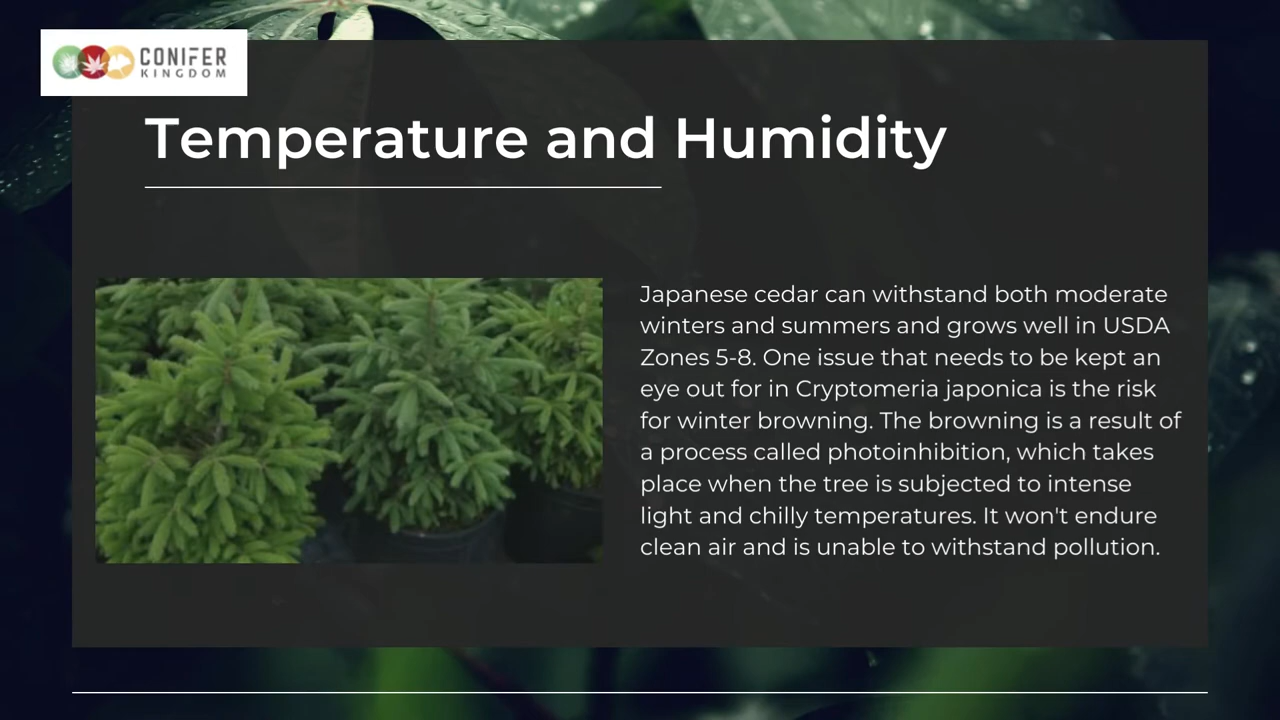 CONIFER
KINGDOM
Temperature and Humidity
Japanese cedar can withstand both moderate
winters and summers and grows well in USDA
Zones 5-8. One issue that needs to be kept an
eye out for in Cryptomeria japonica is the risk
for winter browning. The browning is a result of
a process called photoinhibition, which takes
place when the tree is subjected to intense
light and chilly temperatures. It won't endure
clean air and is unable to withstand pollution.